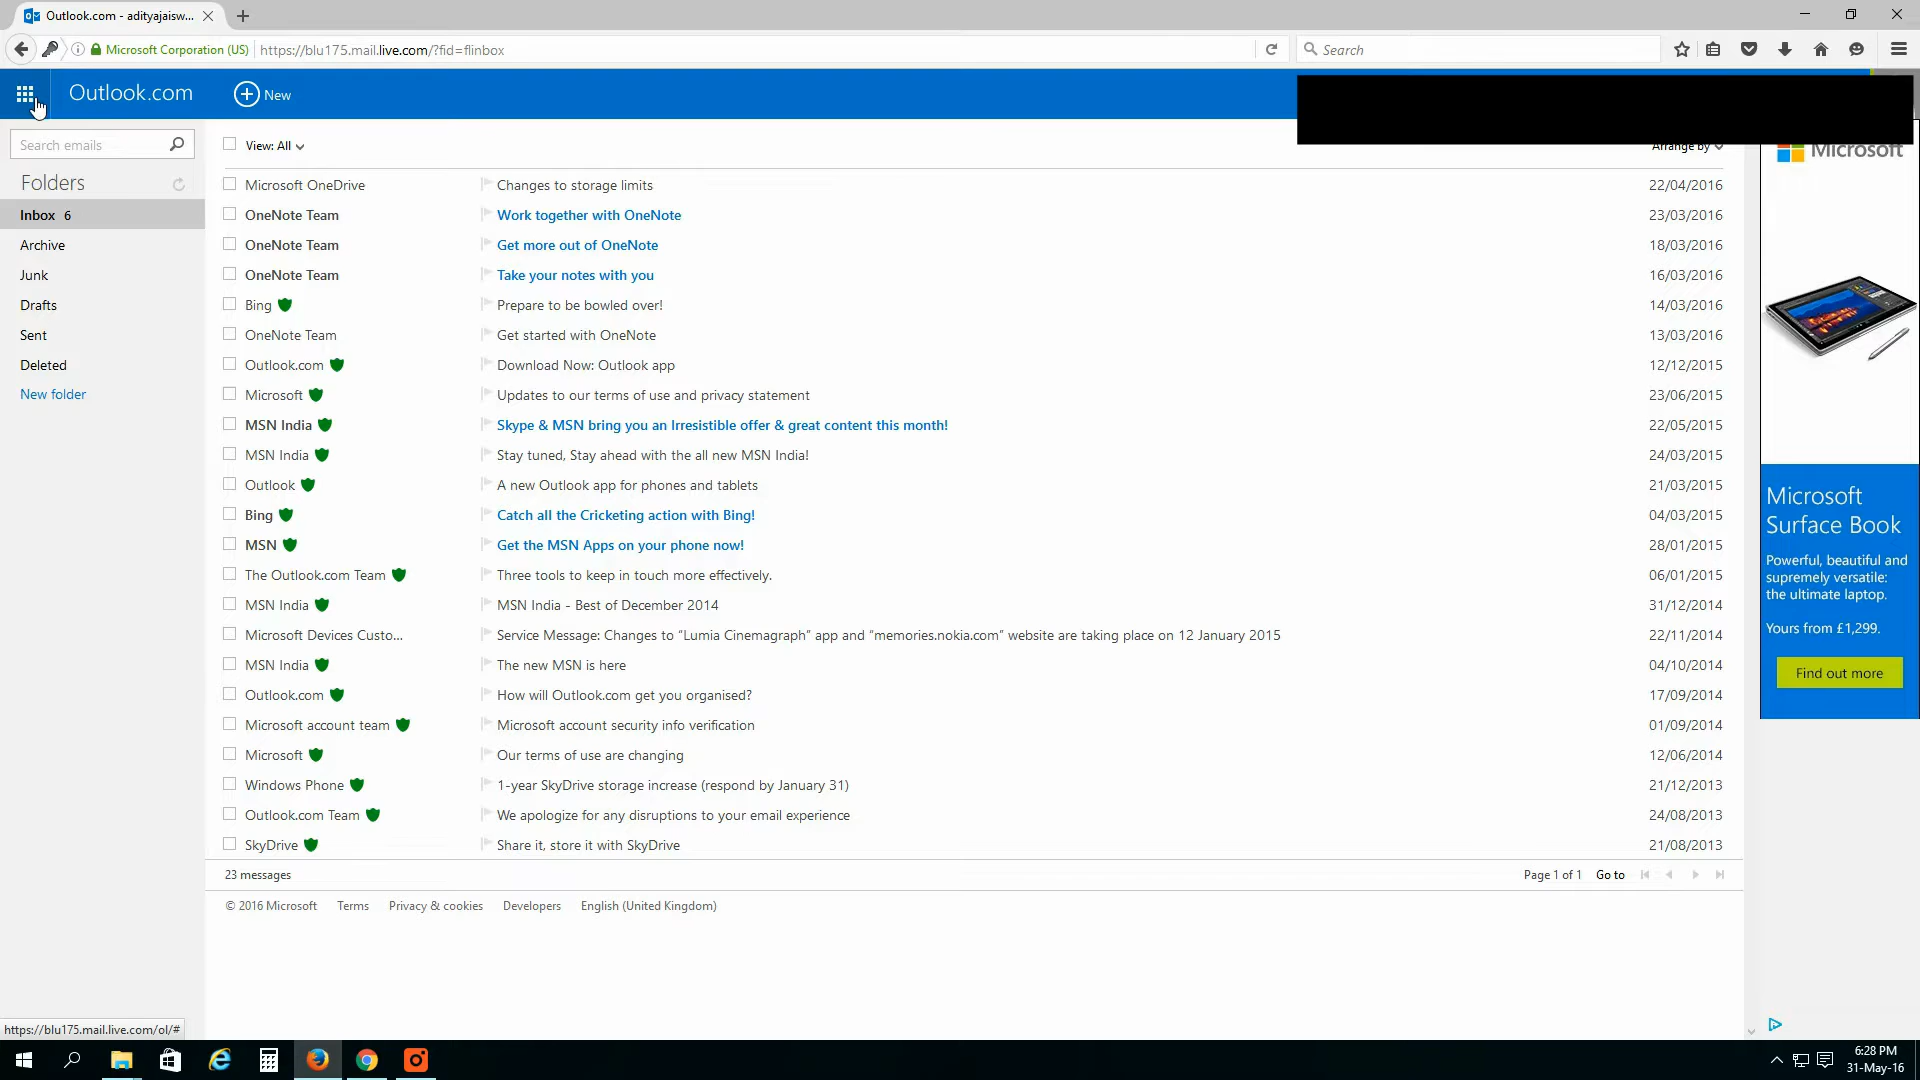 Outlook.com - adityajaisw...
Microsoft Corporation (US) https://blu175.mail.live.com/?fid=flinbox Search
Outlook.com New
Search emails View: All Arrange by
Microsoft
Folders
Microsoft OneDrive Changes to storage limits 22/04/2016
Inbox 6 OneNote Team Work together with OneNote 23/03/2016
Archive OneNote Team Get more out of OneNote 18/03/2016
Junk OneNote Team Take your notes with you 16/03/2016
Drafts Bing Prepare to be bowled over! 14/03/2016
Sent OneNote Team Get started with OneNote 13/03/2016
Deleted Outlook.com Download Now: Outlook app 12/12/2015
New folder Microsoft Updates to our terms of use and privacy statement 23/06/2015
MSN India Skype & MSN bring you an Irresistible offer & great content this month! 22/05/2015
MSN India Stay tuned, Stay ahead with the all new MSN India! 24/03/2015
Outlook A new Outlook app for phones and tablets 21/03/2015
Bing Catch all the Cricketing action with Bing! 04/03/2015
MSN Get the MSN Apps on your phone now! 28/01/2015
The Outlook.com Team Three tools to keep in touch more effectively. 06/01/2015
MSN India MSN India - Best of December 2014 31/12/2014
Microsoft Devices Custo... Service Message: Changes to “Lumia Cinemagraph” app and “memories.nokia.com” website are taking place on 12 January 2015 22/11/2014
MSN India The new MSN is here 04/10/2014
Outlook.com How will Outlook.com get you organised? 17/09/2014
Microsoft account team Microsoft account security info verification 01/09/2014
Microsoft Our terms of use are changing 12/06/2014
Windows Phone 1-year SkyDrive storage increase (respond by January 31) 21/12/2013
Outlook.com Team We apologize for any disruptions to your email experience 24/08/2013
SkyDrive Share it, store it with SkyDrive 21/08/2013
23 messages Page 1 of 1 Go to
© 2016 Microsoft Terms Privacy & cookies Developers English (United Kingdom)
Microsoft
Surface Book
Powerful, beautiful and
supremely versatile:
the ultimate laptop.
Yours from £1,299.
Find out more
https://blu175.mail.live.com/ol/#
6:28 PM
31-May-16